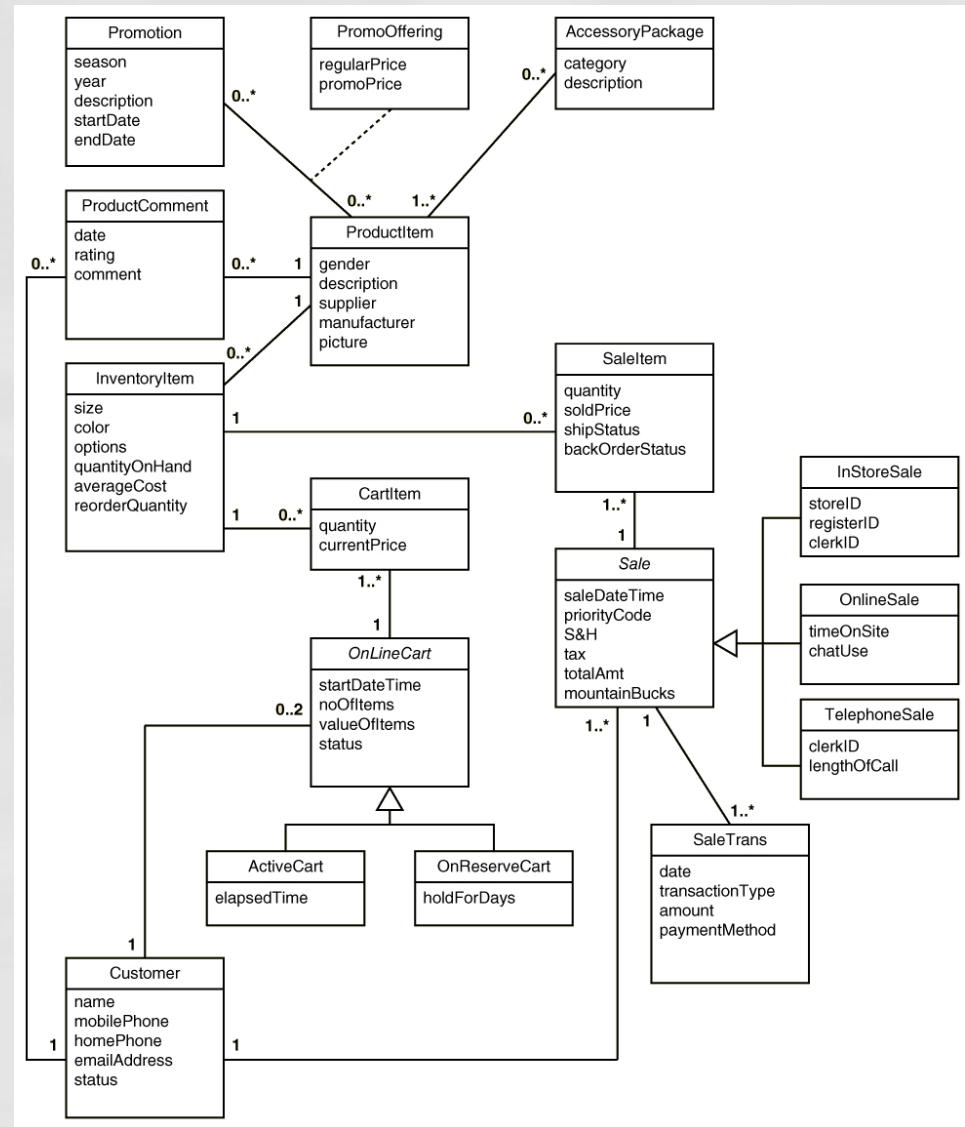 Promotion
season
year
description
startDate
endDate
PromoOffering
regularPrice
promoPrice
AccessoryPackage
category
description
0..*
0..*
0..*
1..*
ProductComment
date
rating
comment
0..*
0..*
1
ProductItem
gender
description
supplier
manufacturer
picture
1
0..*
InventoryItem
size
color
options
quantityOnHand
averageCost
reorderQuantity
1
0..*
SaleItem
quantity
soldPrice
shipStatus
backOrderStatus
1
0..*
CartItem
quantity
currentPrice
1..*
1
1..*
1
Sale
saleDateTime
priorityCode
S&H
tax
totalAmt
mountainBucks
InStoreSale
storeID
registerID
clerkID
OnlineSale
timeOnSite
chatUse
TelephoneSale
clerkID
lengthOfCall
OnLineCart
startDateTime
noOfItems
valueOfItems
status
0..2
1..*
1
1..*
ActiveCart
elapsedTime
OnReserveCart
holdForDays
SaleTrans
date
transactionType
amount
paymentMethod
1
Customer
name
mobilePhone
homePhone
emailAddress
status
1
1